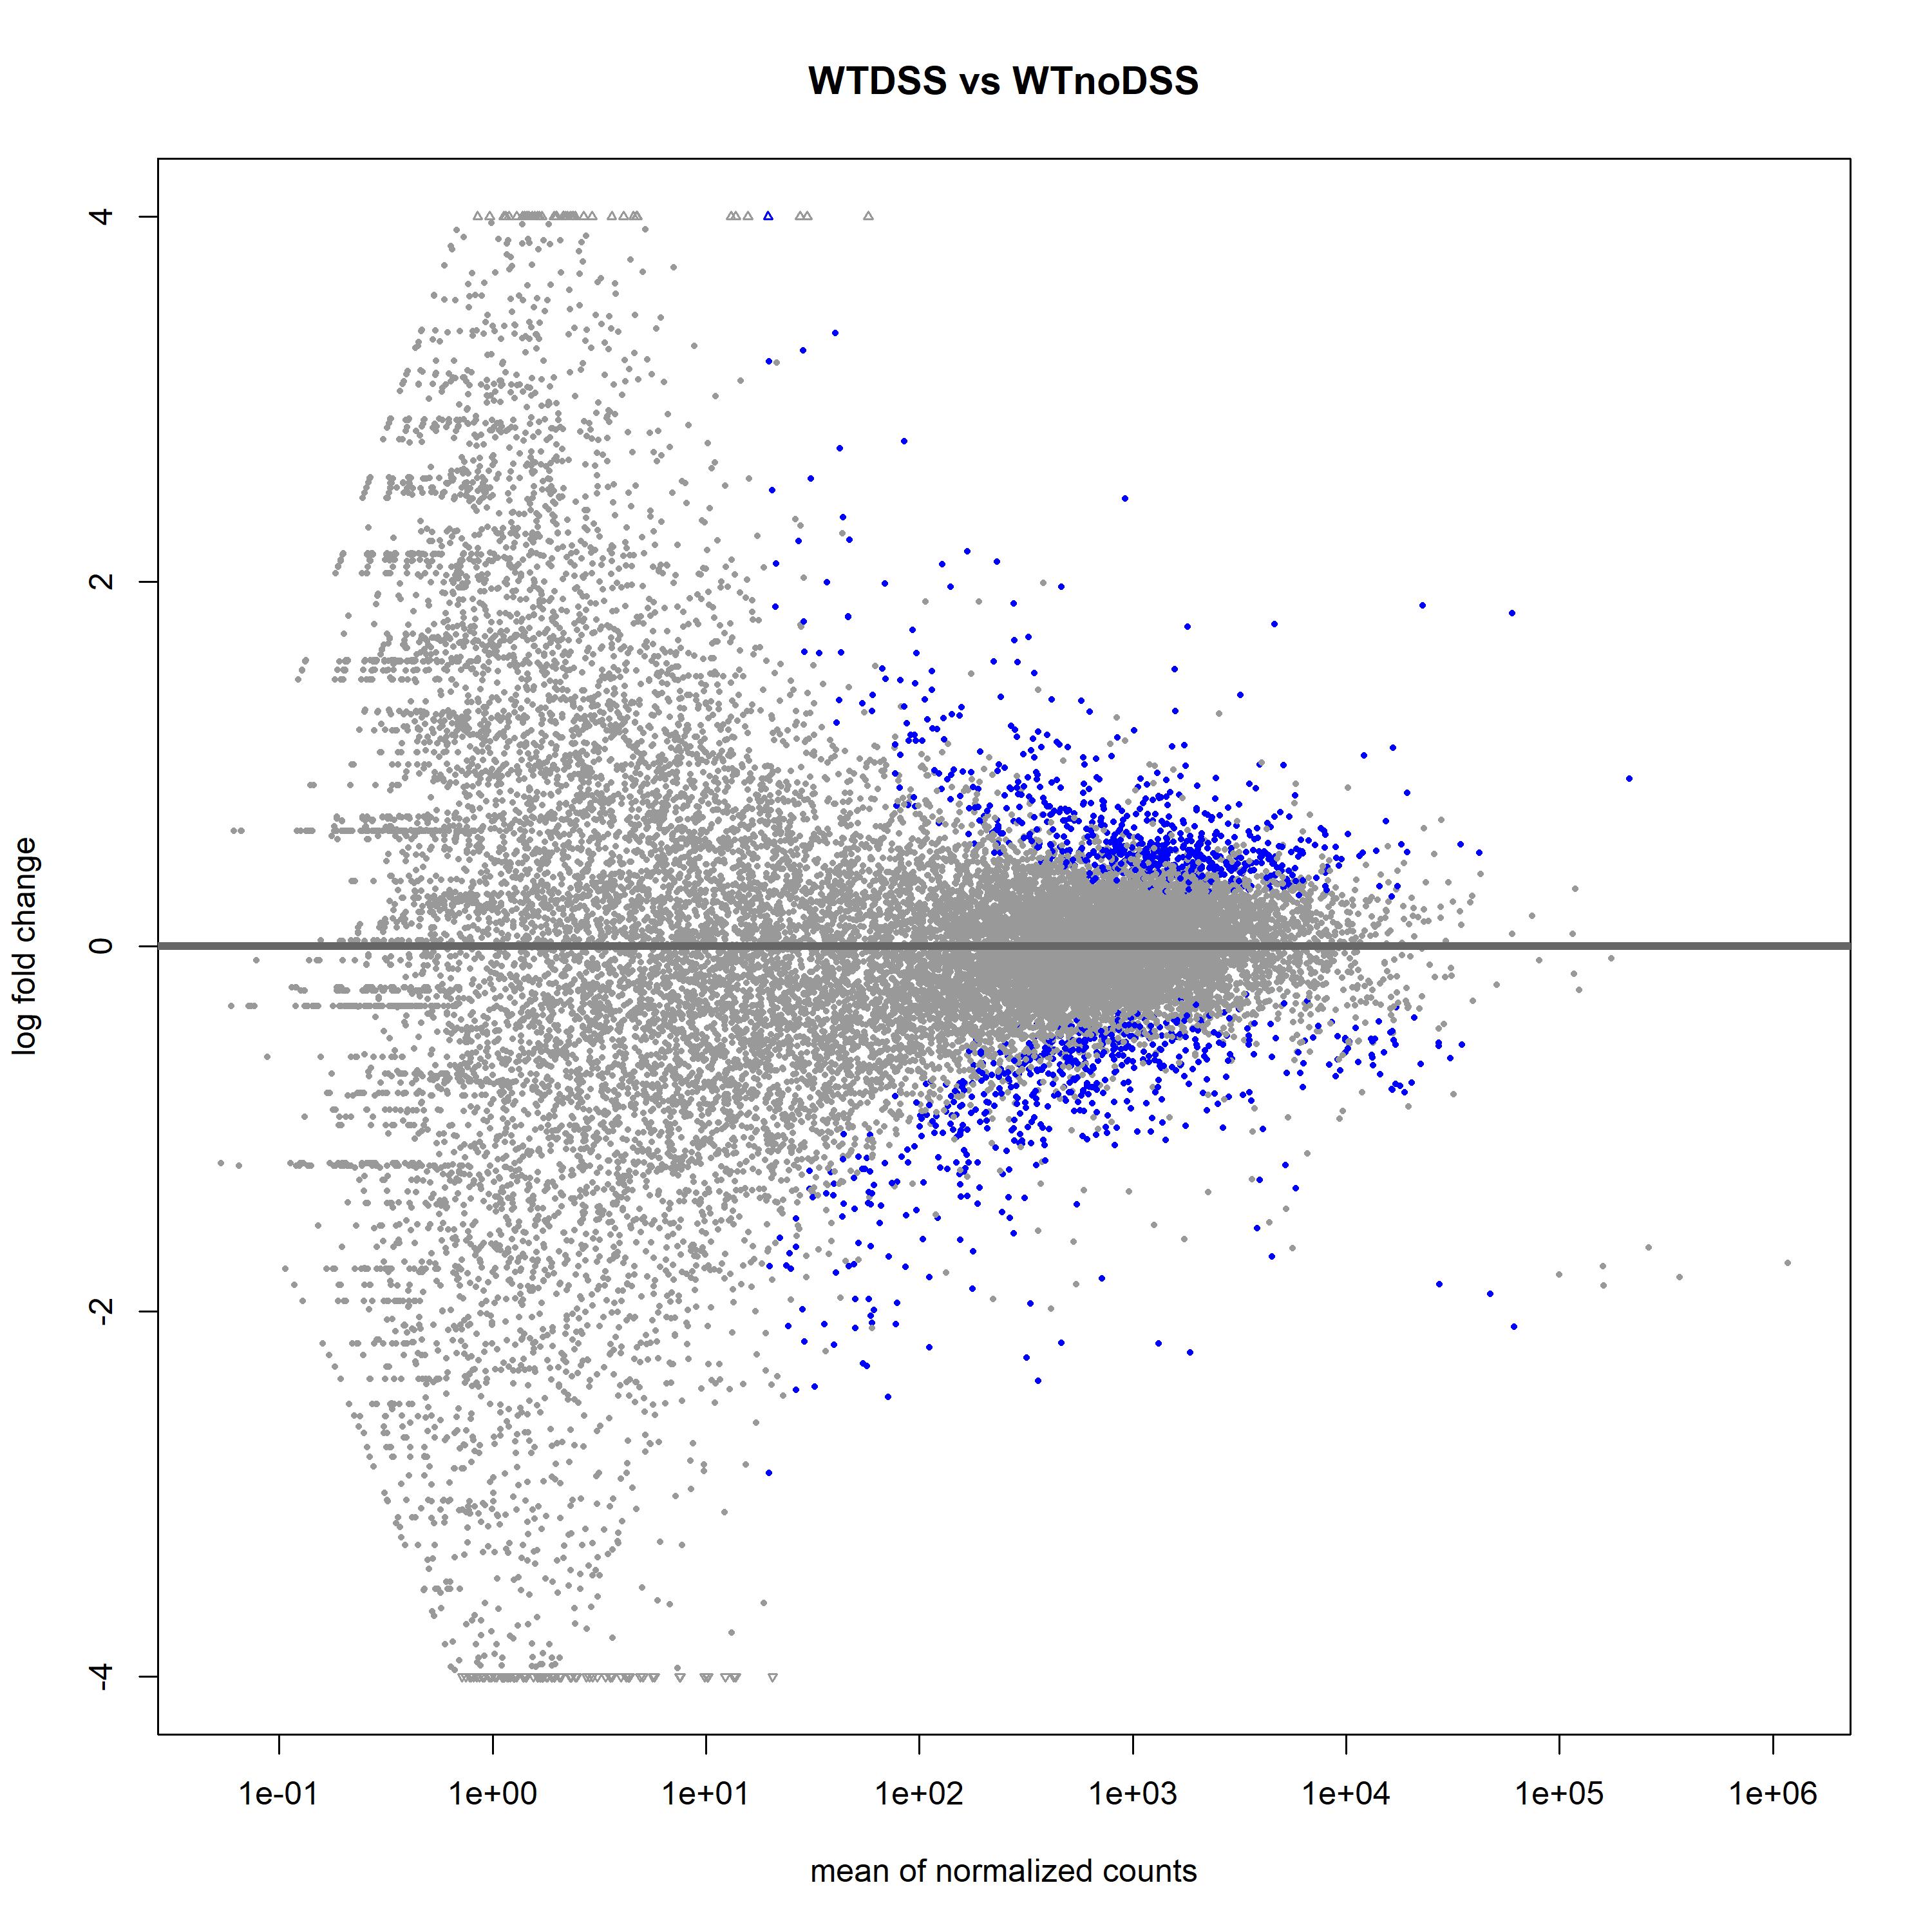 WTDSS vs WTnoDSS
4
2
0
-2
-4
log fold change
1e-01 1e+00 1e+01 1e+02 1e+03 1e+04 1e+05 1e+06
mean of normalized counts